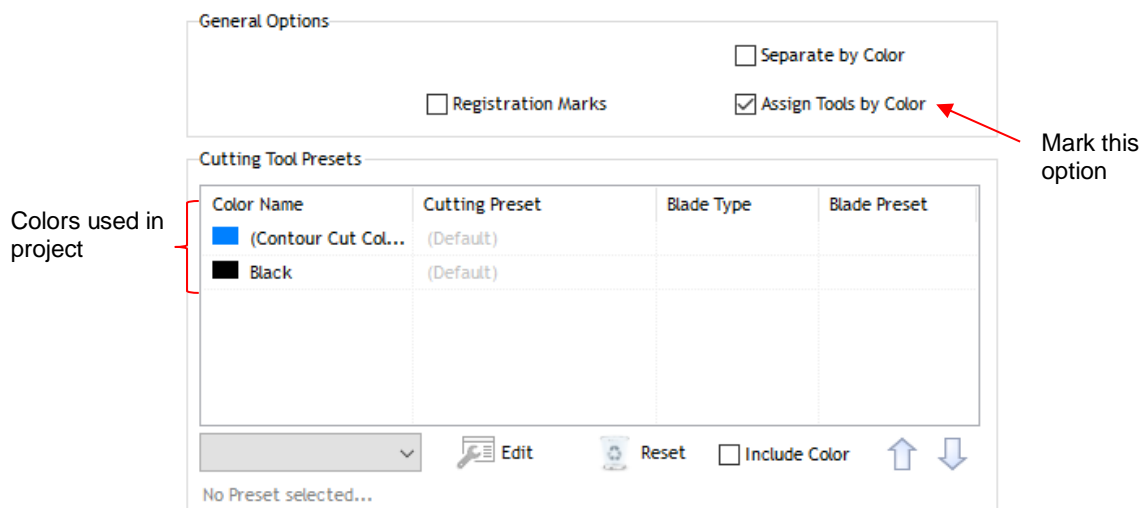 General Options
Separate by Color
Registration Marks
Assign Tools by Color
Mark this
option
Cutting Tool Presets
Colors used in
project
Color Name Cutting Preset Blade Type Blade Preset
(Contour Cut Col... (Default)
Black (Default)
Edit Reset Include Color
No Preset selected...